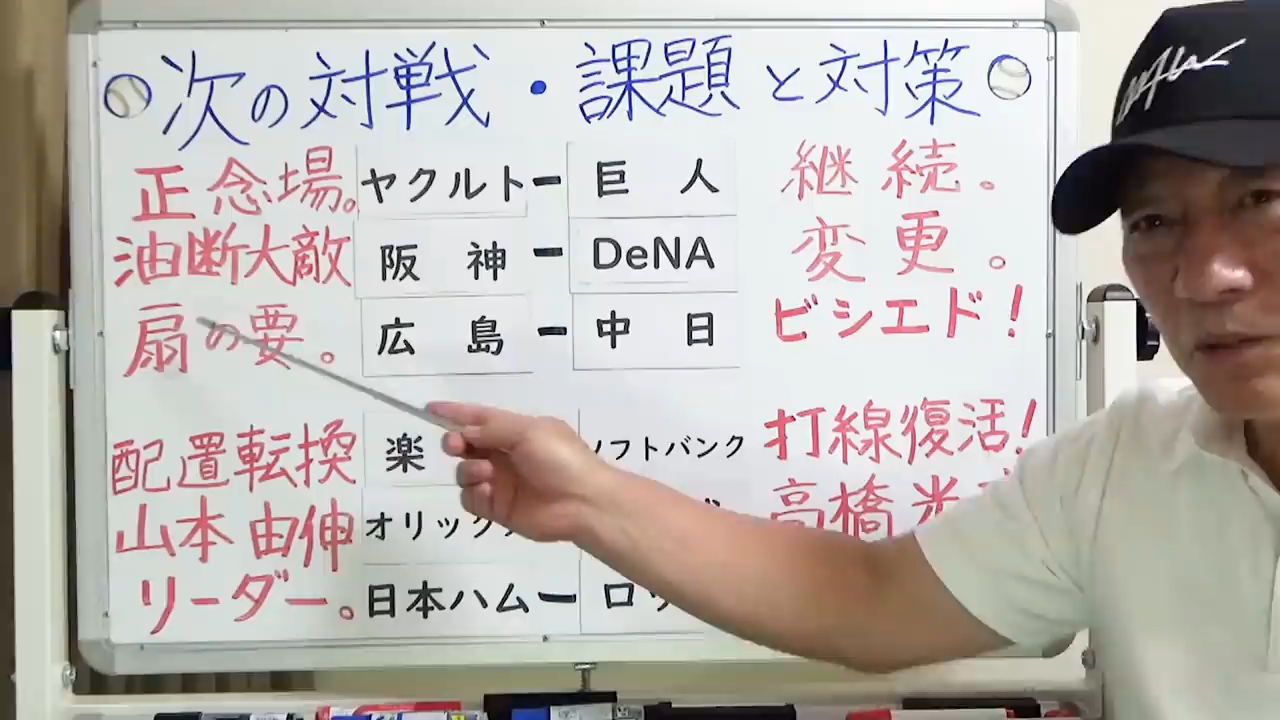 次の対戦・課題と対策
正念場。 ヤクルトー巨人 継続。
油断大敵 阪神ーDeNA 変更。
扇の要。 広島ー中日 ビシエド!
配置転換 楽 ソフトバンク 打線復活!
山本由伸 オリック 高橋光
リーダー。 日本ハムーロッ